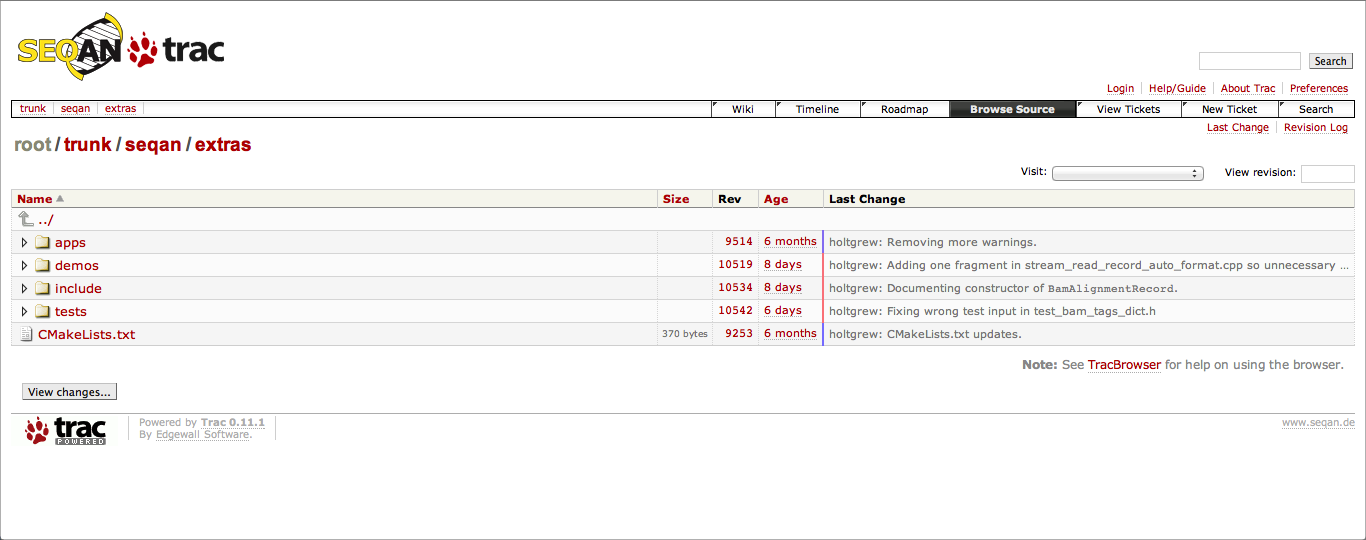 SEQAN trac
Search
Login Help/Guide About Trac Preferences
trunk seqan extras Wiki Timeline Roadmap Browse Source View Tickets New Ticket Search
Last Change Revision Log
root / trunk / seqan / extras
Visit: View revision:
Name Size Rev Age Last Change
../
apps 9514 6 months holtgrew: Removing more warnings.
demos 10519 8 days holtgrew: Adding one fragment in stream_read_record_auto_format.cpp so unnecessary ...
include 10534 8 days holtgrew: Documenting constructor of BamAlignmentRecord.
tests 10542 6 days holtgrew: Fixing wrong test input in test_bam_tags_dict.h
CMakeLists.txt 370 bytes 9253 6 months holtgrew: CMakeLists.txt updates.
Note: See TracBrowser for help on using the browser.
View changes...
trac POWERED
Powered by Trac 0.11.1
By Edgewall Software.
www.seqan.de